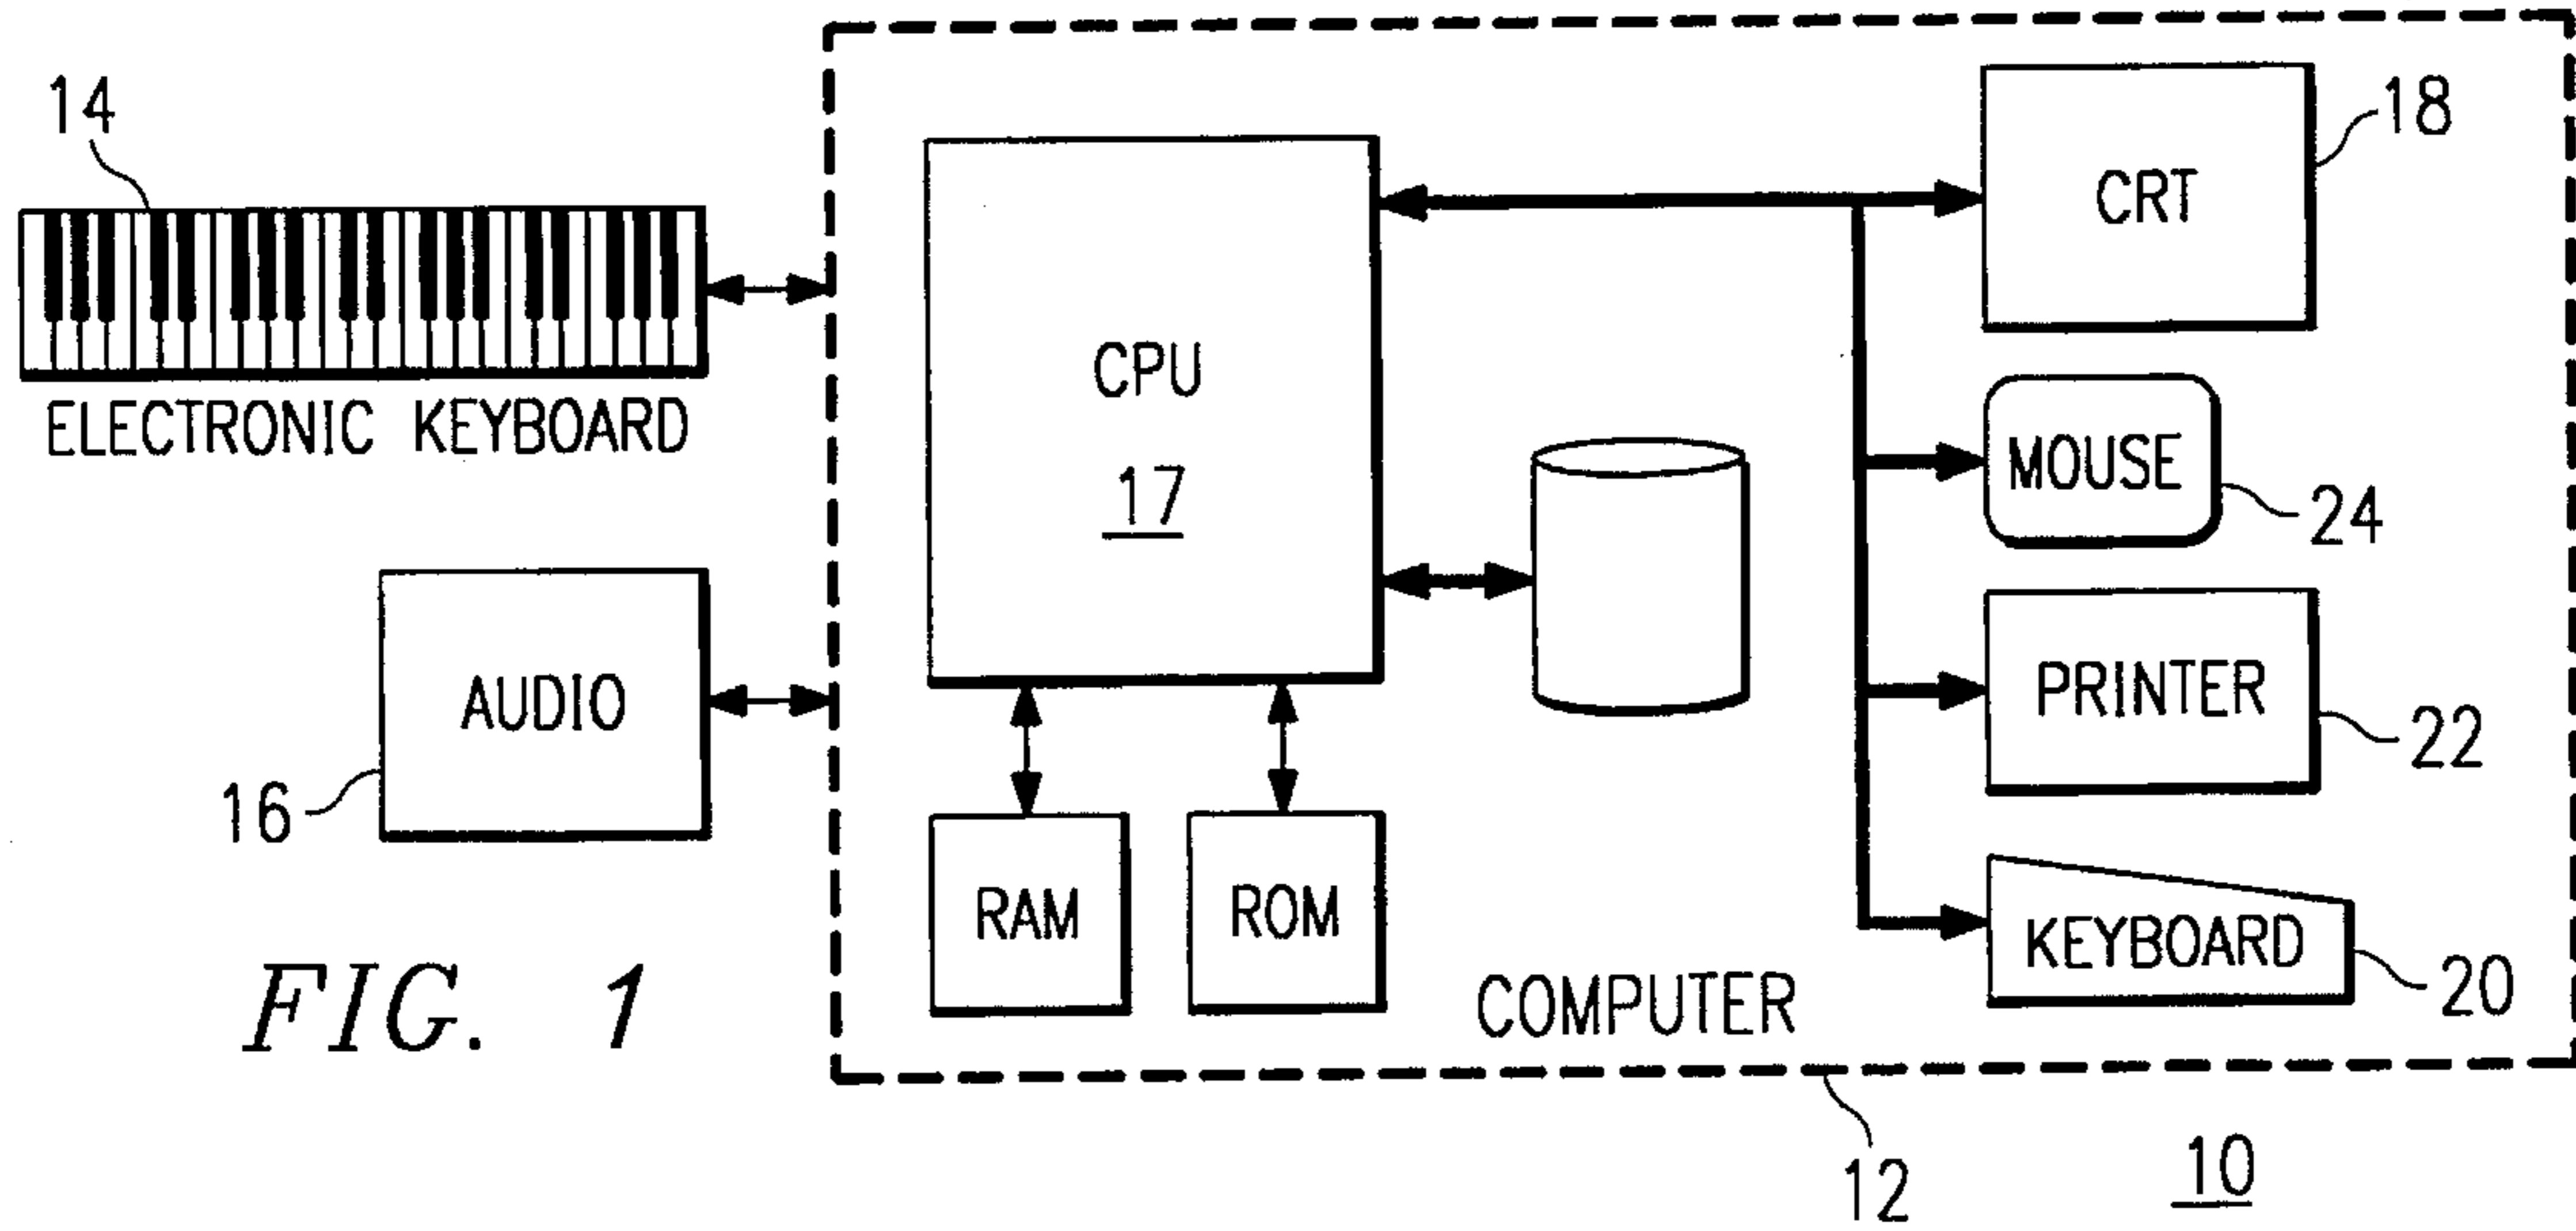 14
ELECTRONIC KEYBOARD
AUDIO
16
CPU
17
RAM
ROM
CRT
18
MOUSE
24
PRINTER
22
KEYBOARD
20
COMPUTER
12
10
FIG. 1